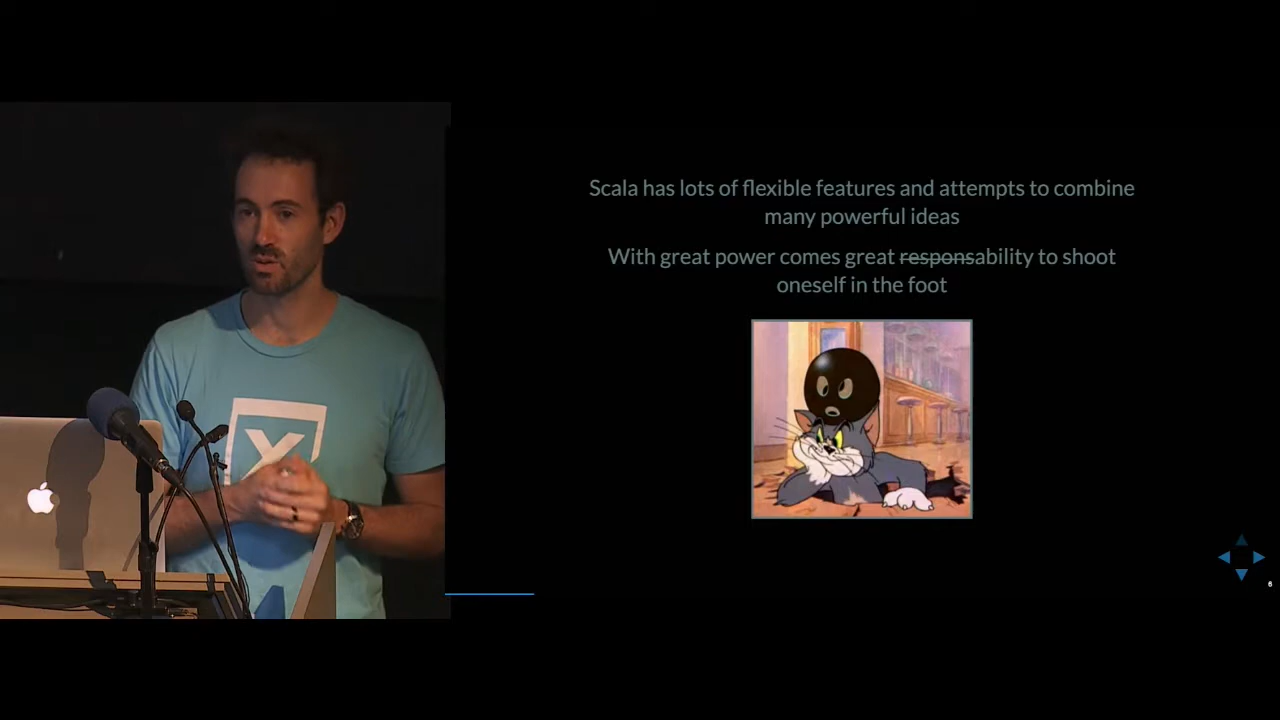 Scala has lots of flexible features and attempts to combine
many powerful ideas
With great power comes great responsability to shoot
oneself in the foot
X
6